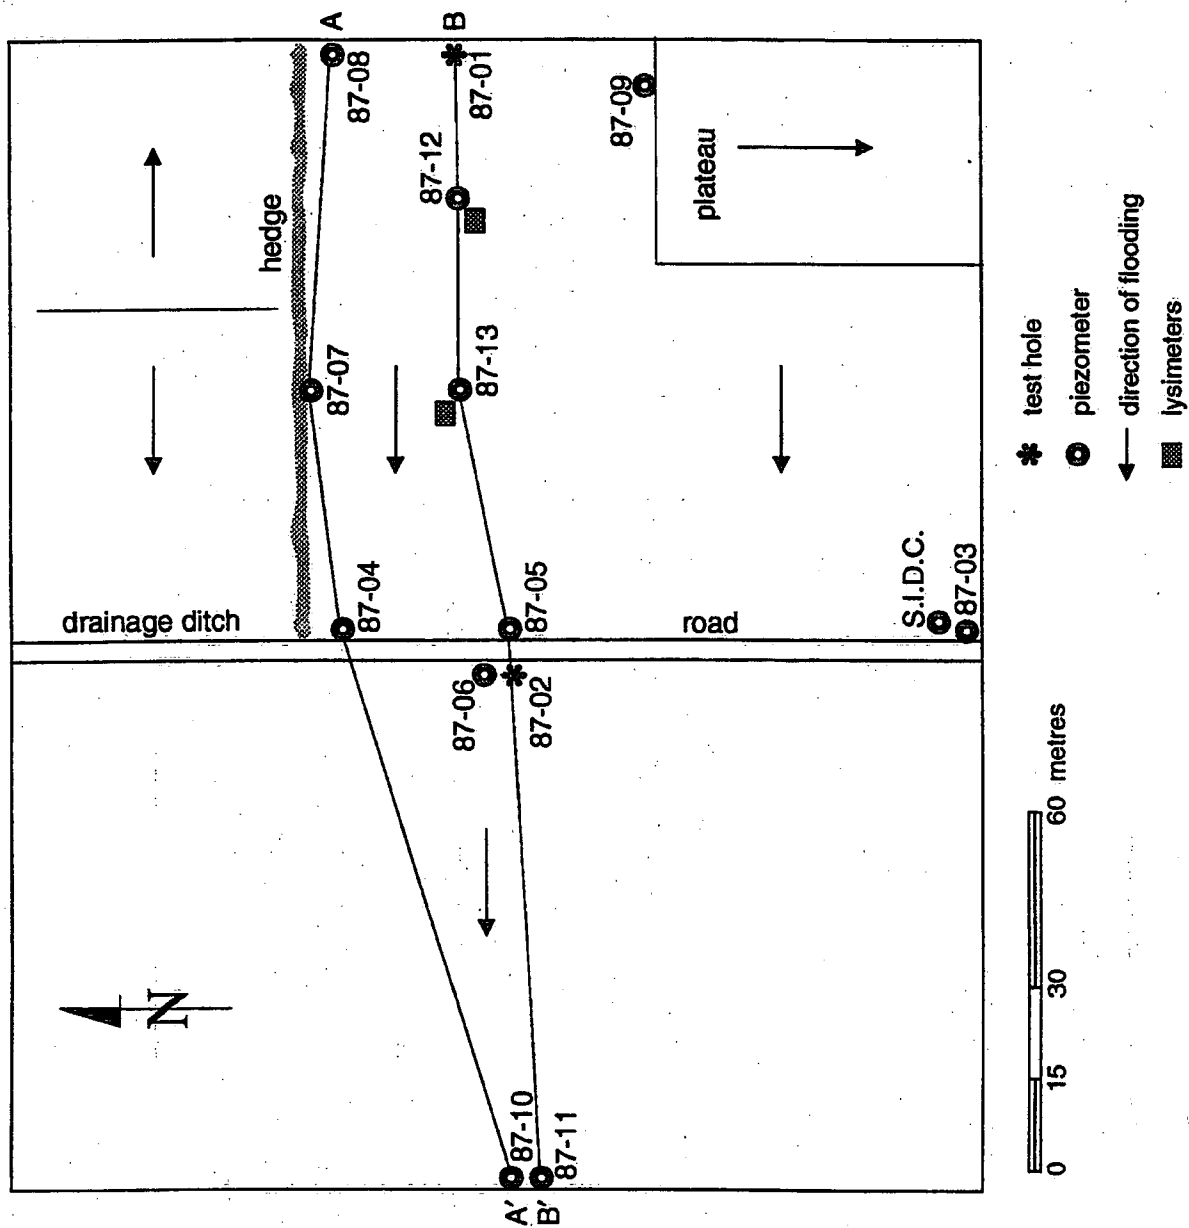 A
87-08
B
87-01
hedge
87-07
87-12
87-13
87-09
plateau
drainage ditch
87-04
87-05
road
S.I.D.C.
87-03
87-06
87-02
N
A′
87-10
B′
87-11
0 15 30 60 metres
test hole
piezometer
direction of flooding
lysimeters